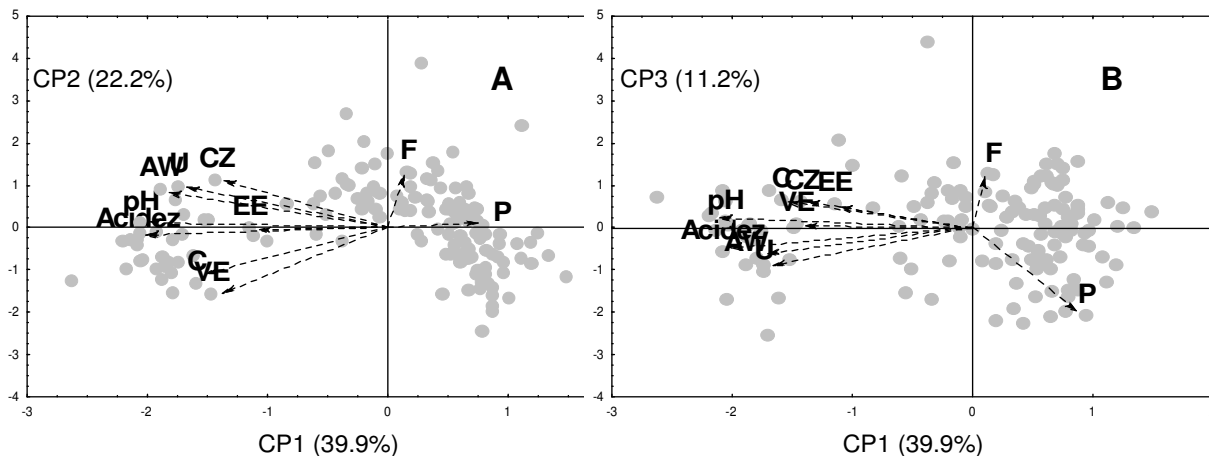 5
4
3
2
1
0
-1
-2
-3
-4
CP2 (22.2%)
A
F
AW
U
CZ
pH
EE
P
Acidez
C
VE
-3
-2
-1
0
1
CP1 (39.9%)
5
4
3
2
1
0
-1
-2
-3
-4
CP3 (11.2%)
B
F
C
CZ
EE
pH
VE
Acidez
AW
U
P
-3
-2
-1
0
1
CP1 (39.9%)